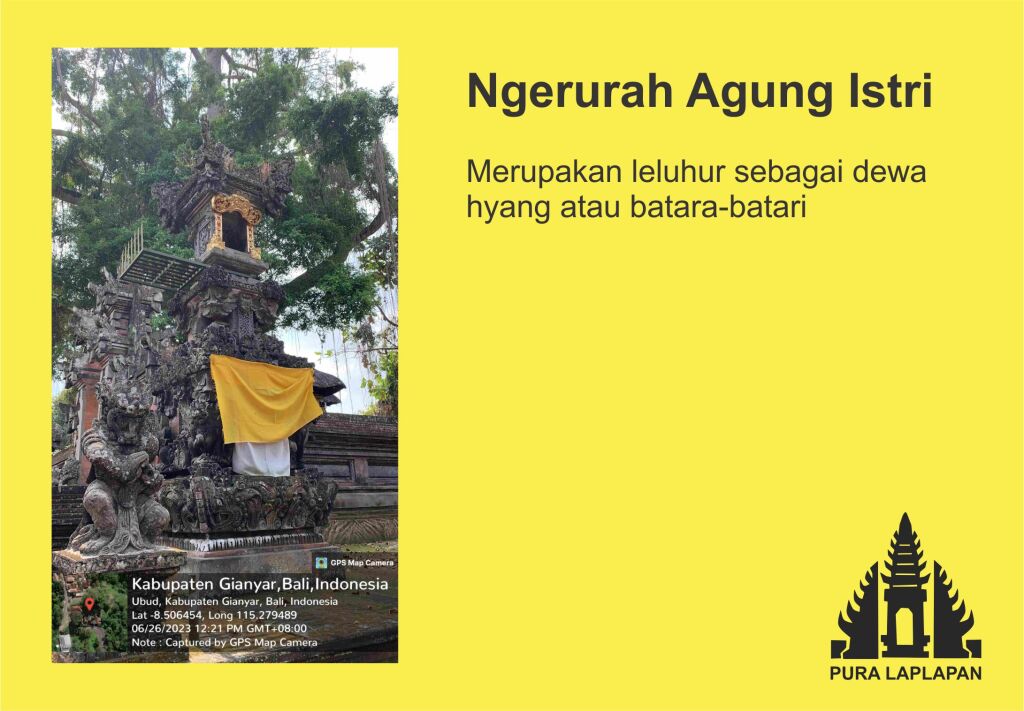 Ngerurah Agung Istri
Merupakan leluhur sebagai dewa
hyang atau batara-batari
GPS Map Camera
Kabupaten Gianyar,Bali,Indonesia
Ubud, Kabupaten Gianyar, Bali, Indonesia
Lat -8.506454, Long 115.279489
06/26/2023 12:21 PM GMT+08:00
Note : Captured by GPS Map Camera
PURA LAPLAPAN